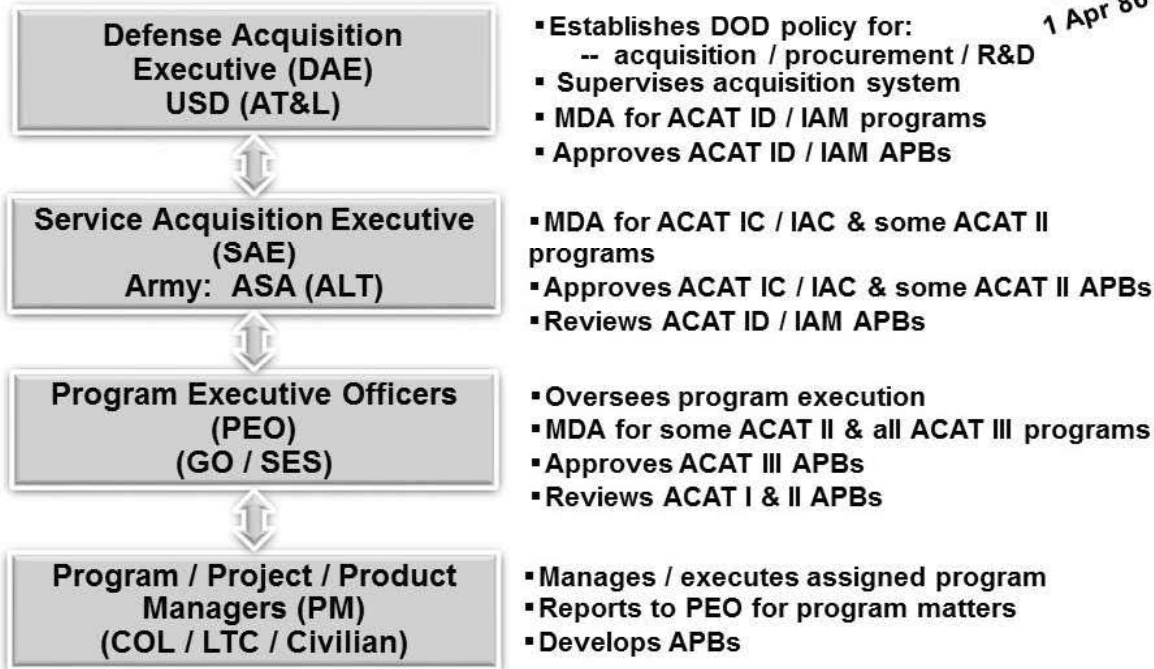 Defense Acquisition
Executive (DAE)
USD (AT&L)
▪ Establishes DOD policy for:
-- acquisition / procurement / R&D
▪ Supervises acquisition system
▪ MDA for ACAT ID / IAM programs
▪ Approves ACAT ID / IAM APBs
1 Apr 86
Service Acquisition Executive
(SAE)
Army: ASA (ALT)
▪ MDA for ACAT IC / IAC & some ACAT II
programs
▪ Approves ACAT IC / IAC & some ACAT II APBs
▪ Reviews ACAT ID / IAM APBs
Program Executive Officers
(PEO)
(GO / SES)
▪ Oversees program execution
▪ MDA for some ACAT II & all ACAT III programs
▪ Approves ACAT III APBs
▪ Reviews ACAT I & II APBs
Program / Project / Product
Managers (PM)
(COL / LTC / Civilian)
▪ Manages / executes assigned program
▪ Reports to PEO for program matters
▪ Develops APBs